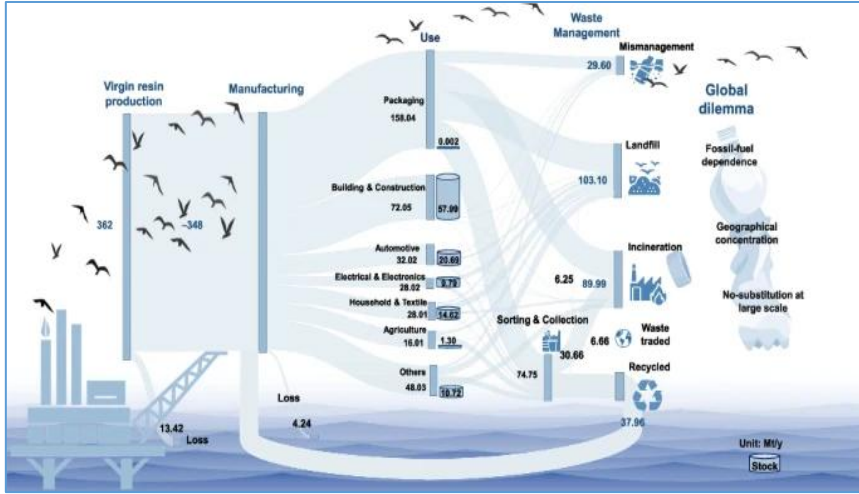 Virgin resin
production
362
~348
13.42
Loss
Manufacturing
Loss
4.24
Use
Packaging
158.04
0.002
Building & Construction
72.05
57.99
Automotive
32.02
20.69
Electrical & Electronics
28.02
9.79
Household & Textile
28.01
14.62
Agriculture
16.01
1.30
Others
48.03
10.72
Waste
Management
Mismanagement
29.60
Landfill
103.10
Incineration
6.25
89.99
Sorting & Collection
30.66
74.75
6.66
Waste
traded
Recycled
37.96
Global
dilemma
Fossil-fuel
dependence
Geographical
concentration
No-substitution at
large scale
Unit: Mt/y
Stock